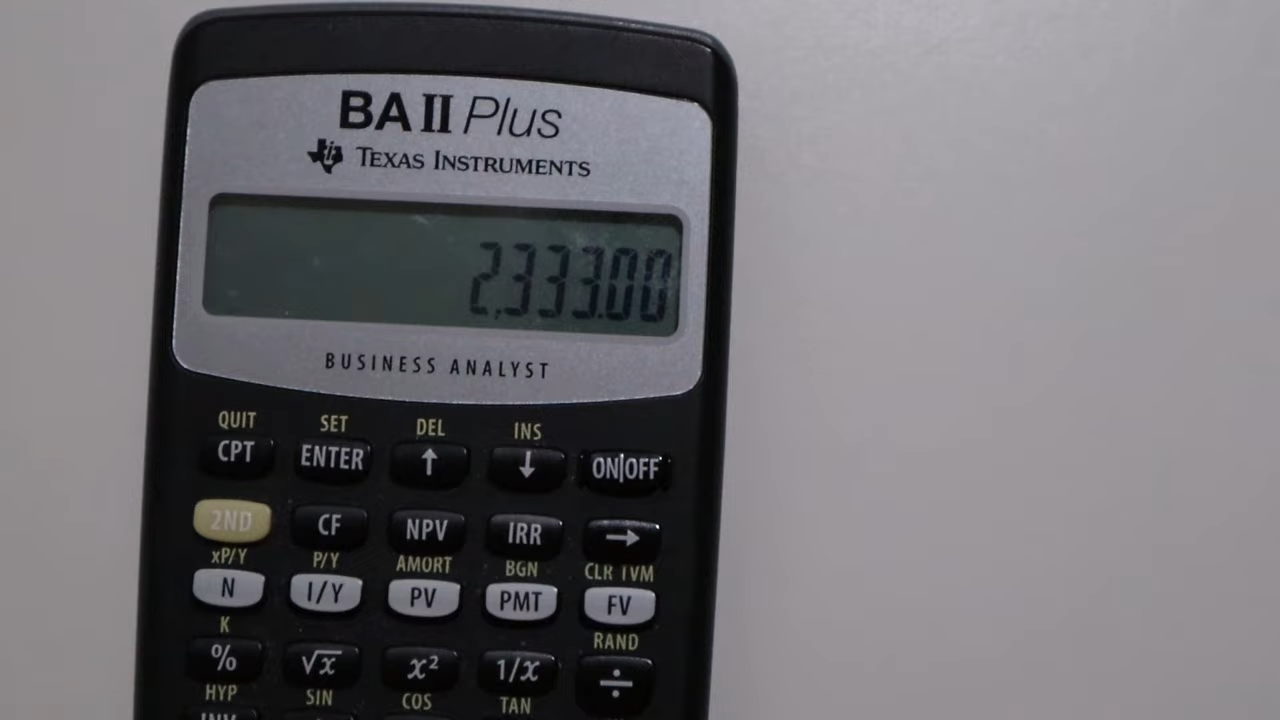 BA II Plus
TEXAS INSTRUMENTS
2,333.00
BUSINESS ANALYST
QUIT SET DEL INS
CPT ENTER ↑ ↓ ON|OFF
2ND CF NPV IRR →
xP/Y P/Y AMORT BGN CLR TVM
N I/Y PV PMT FV
K RAND
% √x x² 1/x ÷
HYP SIN COS TAN
INV